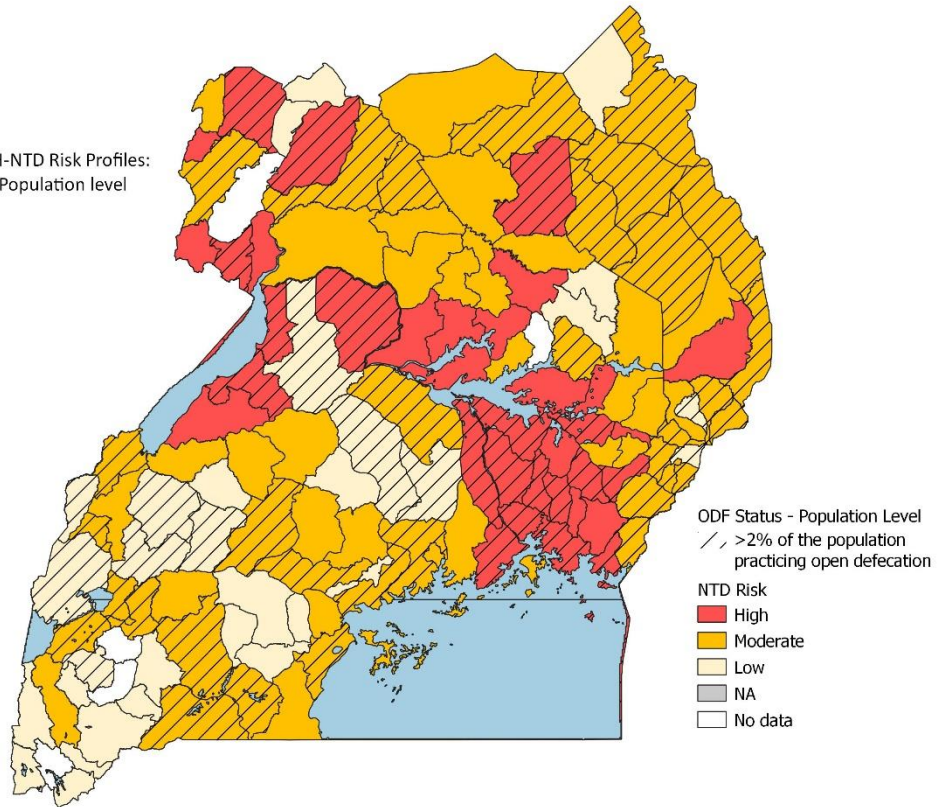 I-NTD Risk Profiles:
Population level
ODF Status - Population Level
>2% of the population
practicing open defecation
NTD Risk
High
Moderate
Low
NA
No data